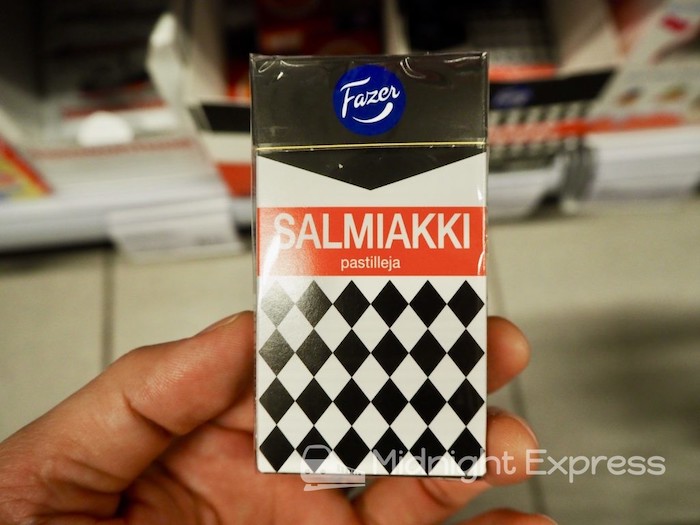 Fazer
SALMIAKKI
pastilleja
Midnight Express